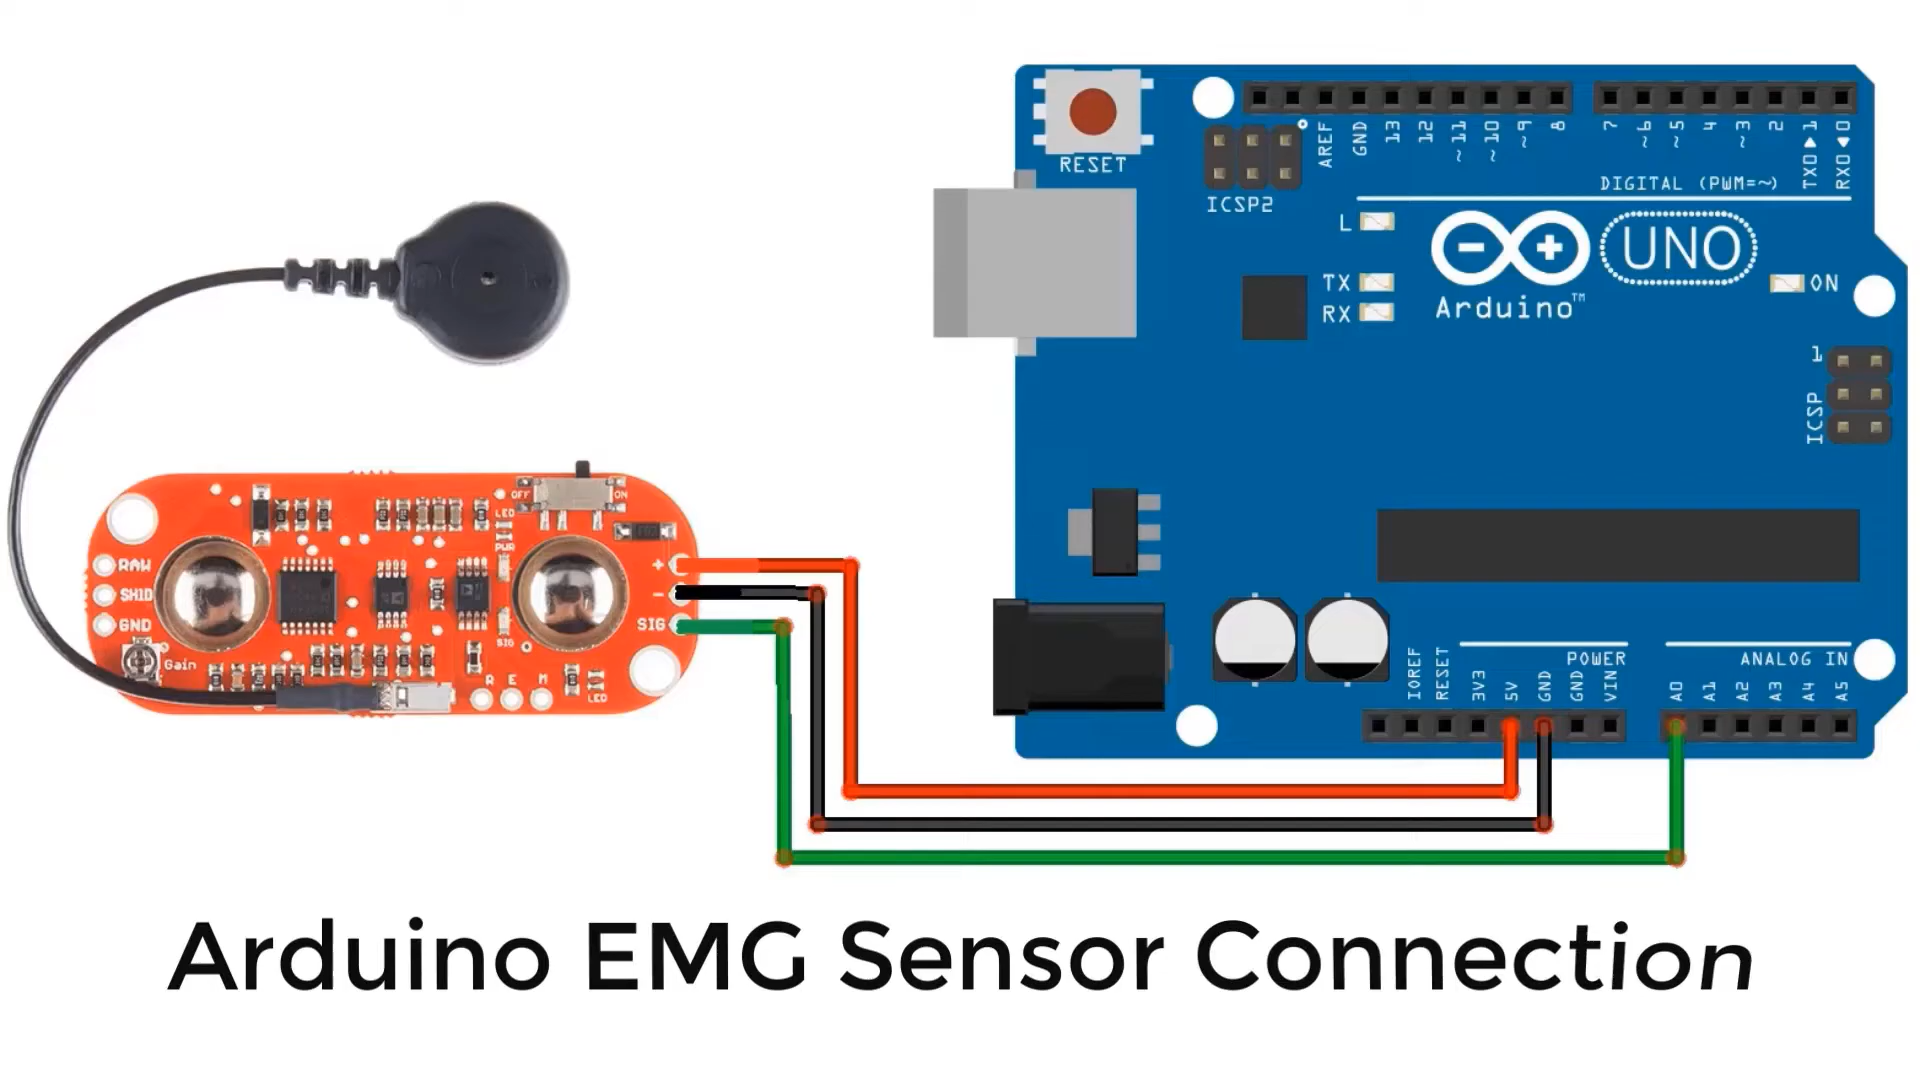 RESET
ICSP2
AREF
GND
13
12
~11
~10
~9
8
7
~6
~5
4
~3
2
TX0▶1
RX0◀0
DIGITAL (PWM=~)
L
TX
RX
UNO
Arduino™
ON
1
ICSP
OFF
ON
LED
PWR
RAW
SHID
GND
Gain
+
-
SIG
SIG
R E M
LED
POWER
ANALOG IN
IOREF
RESET
3V3
5V
GND
GND
VIN
A0
A1
A2
A3
A4
A5
Arduino EMG Sensor Connection